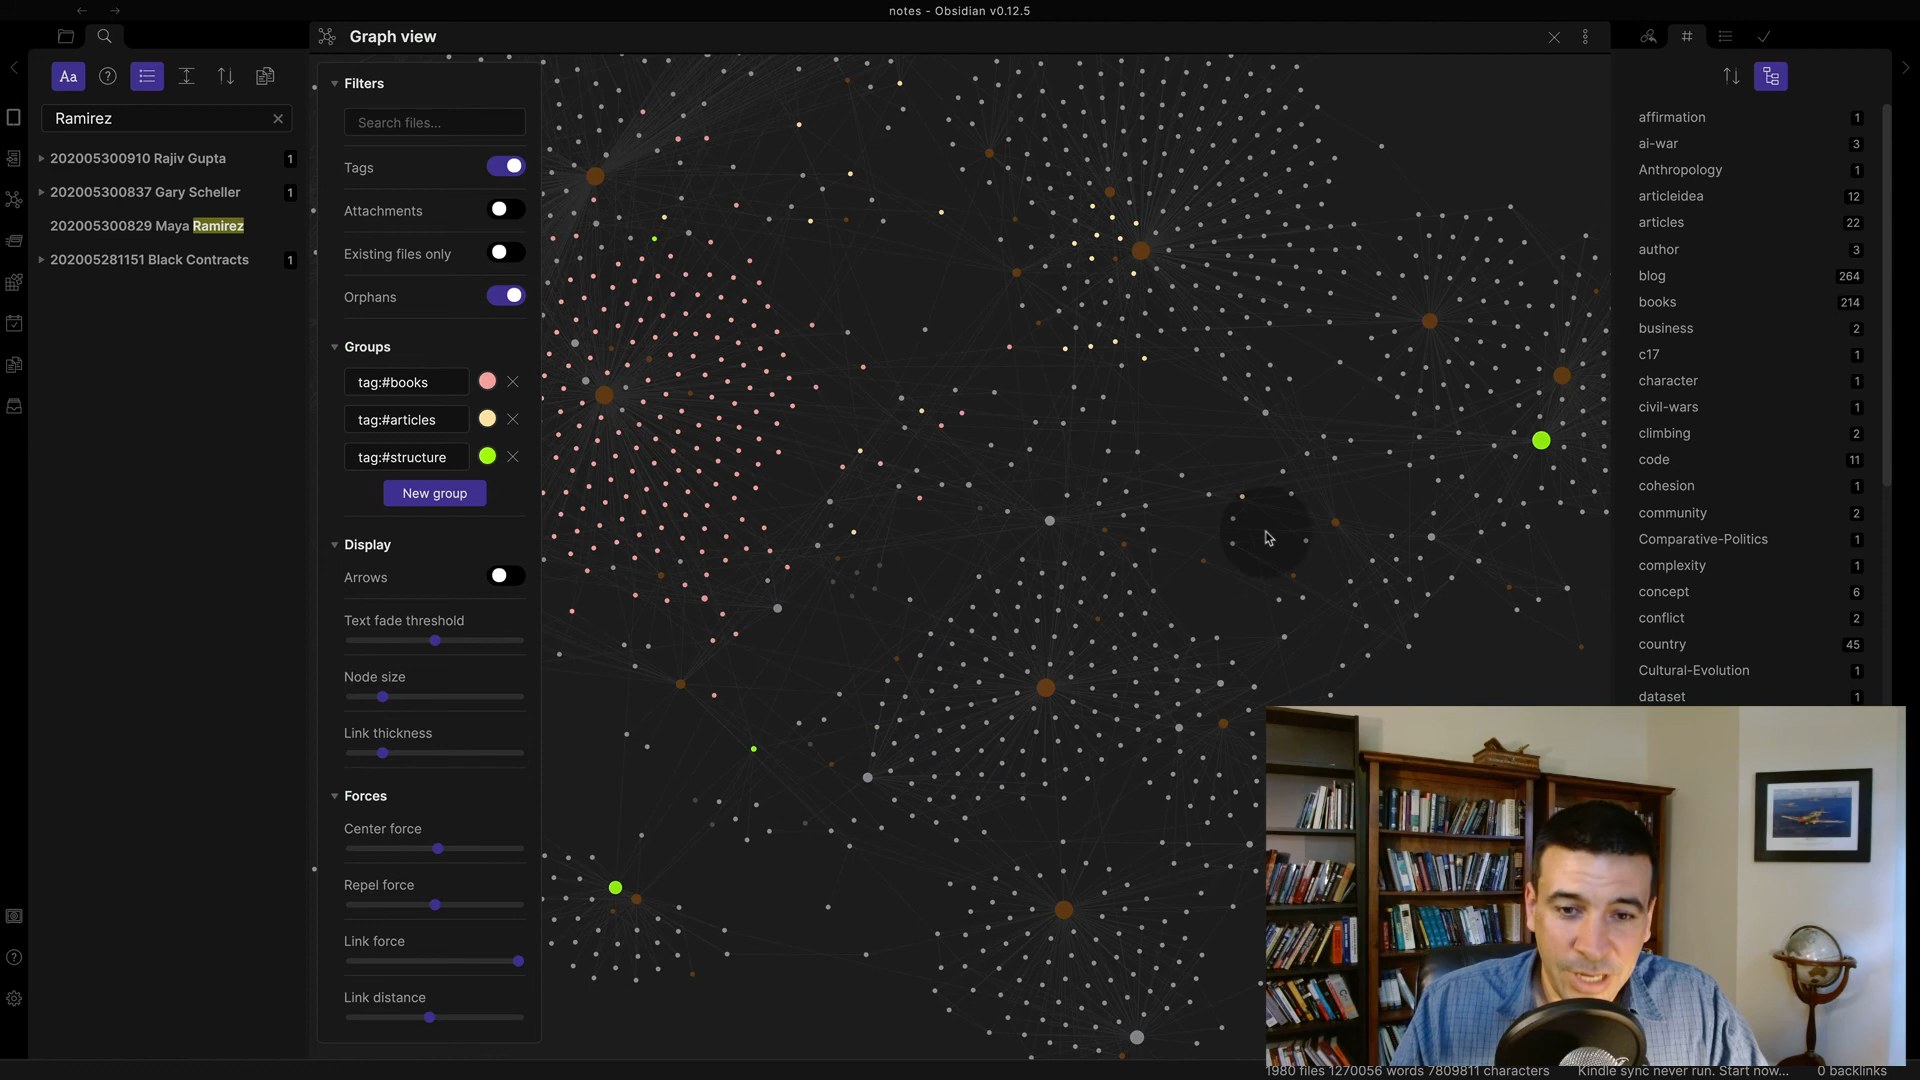 notes - Obsidian v0.12.5
Graph view
Aa
Ramirez
202005300910 Rajiv Gupta 1
202005300837 Gary Scheller 1
202005300829 Maya Ramirez
202005281151 Black Contracts 1
Filters
Search files...
Tags
Attachments
Existing files only
Orphans
Groups
tag:#books
tag:#articles
tag:#structure
New group
Display
Arrows
Text fade threshold
Node size
Link thickness
Forces
Center force
Repel force
Link force
Link distance
affirmation 1
ai-war 3
Anthropology 1
articleidea 12
articles 22
author 3
blog 264
books 214
business 2
c17 1
character 1
civil-wars 1
climbing 2
code 11
cohesion 1
community 2
Comparative-Politics 1
complexity 1
concept 6
conflict 2
country 45
Cultural-Evolution 1
dataset 1
1980 files 1270056 words 7809811 characters
Kindle sync never run. Start now...
0 backlinks